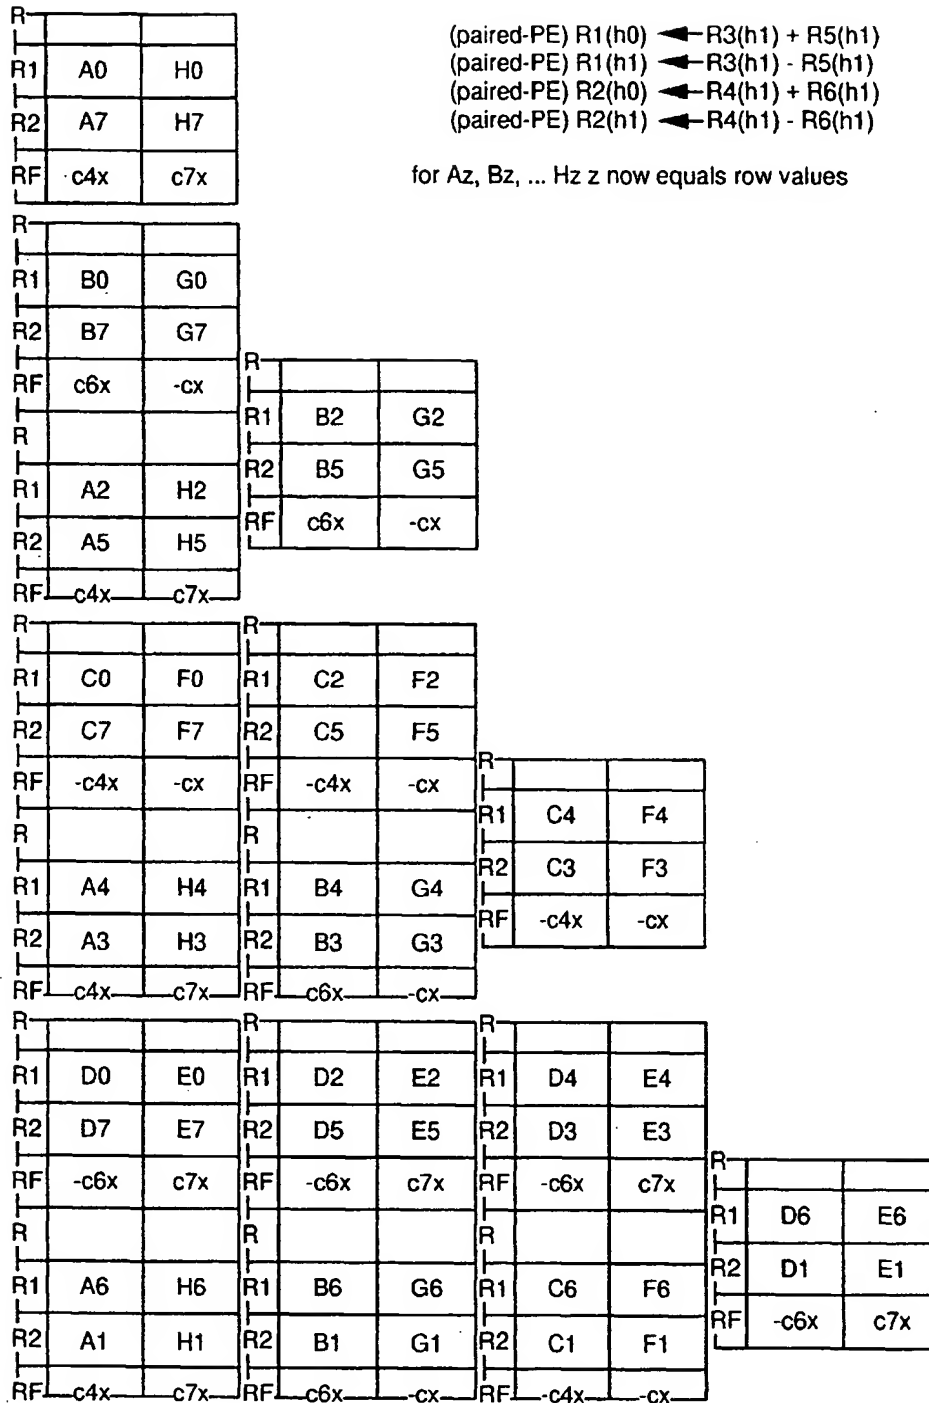 R
R1 A0 H0
R2 A7 H7
RF c4x c7x
(paired-PE) R1(h0) ◄ R3(h1) + R5(h1)
(paired-PE) R1(h1) ◄ R3(h1) - R5(h1)
(paired-PE) R2(h0) ◄ R4(h1) + R6(h1)
(paired-PE) R2(h1) ◄ R4(h1) - R6(h1)
for Az, Bz, ... Hz z now equals row values
R
R1 B0 G0
R2 B7 G7
RF c6x -cx
R
R1 A2 H2
R2 A5 H5
RF c4x c7x
R
R1 B2 G2
R2 B5 G5
RF c6x -cx
R
R1 C0 F0
R2 C7 F7
RF -c4x -cx
R
R1 A4 H4
R2 A3 H3
RF c4x c7x
R
R1 C2 F2
R2 C5 F5
RF -c4x -cx
R
R1 B4 G4
R2 B3 G3
RF c6x -cx
R
R1 C4 F4
R2 C3 F3
RF -c4x -cx
R
R1 D0 E0
R2 D7 E7
RF -c6x c7x
R
R1 A6 H6
R2 A1 H1
RF c4x c7x
R
R1 D2 E2
R2 D5 E5
RF -c6x c7x
R
R1 B6 G6
R2 B1 G1
RF c6x -cx
R
R1 D4 E4
R2 D3 E3
RF -c6x c7x
R
R1 C6 F6
R2 C1 F1
RF -c4x -cx
R
R1 D6 E6
R2 D1 E1
RF -c6x c7x